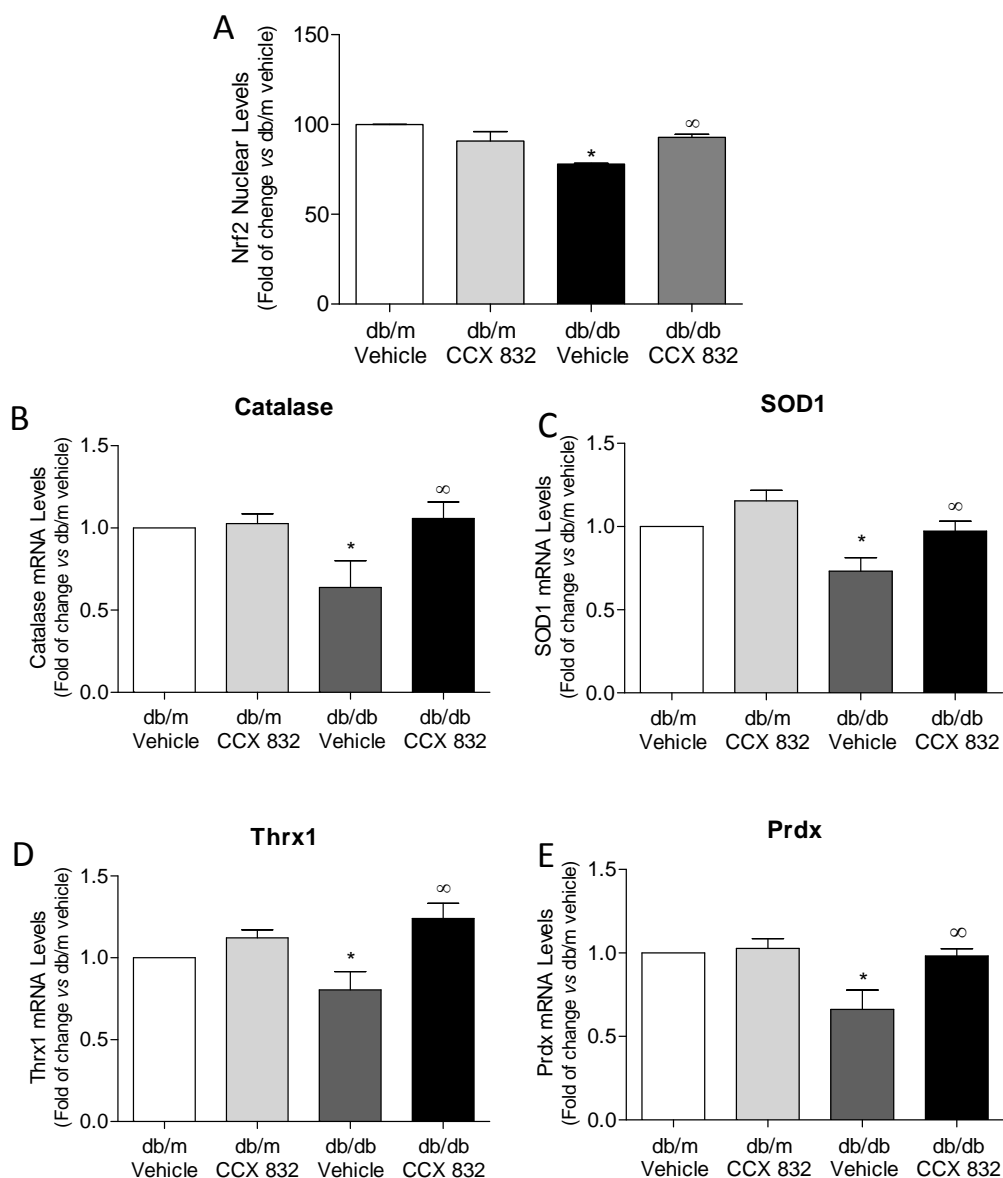 A
Nrf2 Nuclear Levels
(Fold of chenge vs db/m vehicle)
150
100
50
0
*
∞
db/m
Vehicle
db/m
CCX 832
db/db
Vehicle
db/db
CCX 832
B
Catalase
Catalase mRNA Levels
(Fold of change vs db/m vehicle)
1.5
1.0
0.5
0.0
*
∞
db/m
Vehicle
db/m
CCX 832
db/db
Vehicle
db/db
CCX 832
C
SOD1
SOD1 mRNA Levels
(Fold of change vs db/m vehicle)
1.5
1.0
0.5
0.0
*
∞
db/m
Vehicle
db/m
CCX 832
db/db
Vehicle
db/db
CCX 832
D
Thrx1
Thrx1 mRNA Levels
(Fold of change vs db/m vehicle)
1.5
1.0
0.5
0.0
*
∞
db/m
Vehicle
db/m
CCX 832
db/db
Vehicle
db/db
CCX 832
E
Prdx
Prdx mRNA Levels
(Fold of change vs db/m vehicle)
1.5
1.0
0.5
0.0
*
∞
db/m
Vehicle
db/m
CCX 832
db/db
Vehicle
db/db
CCX 832